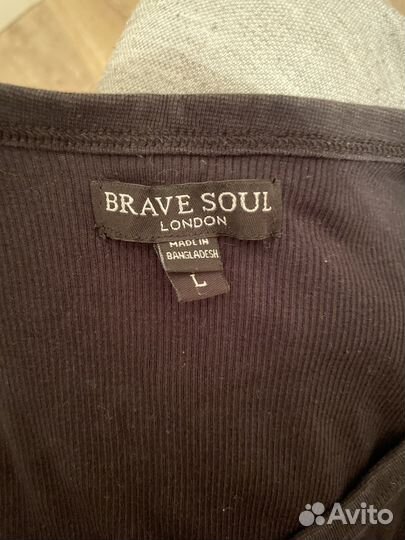 BRAVE SOUL
LONDON
MADE IN
BANGLADESH
L
Avito